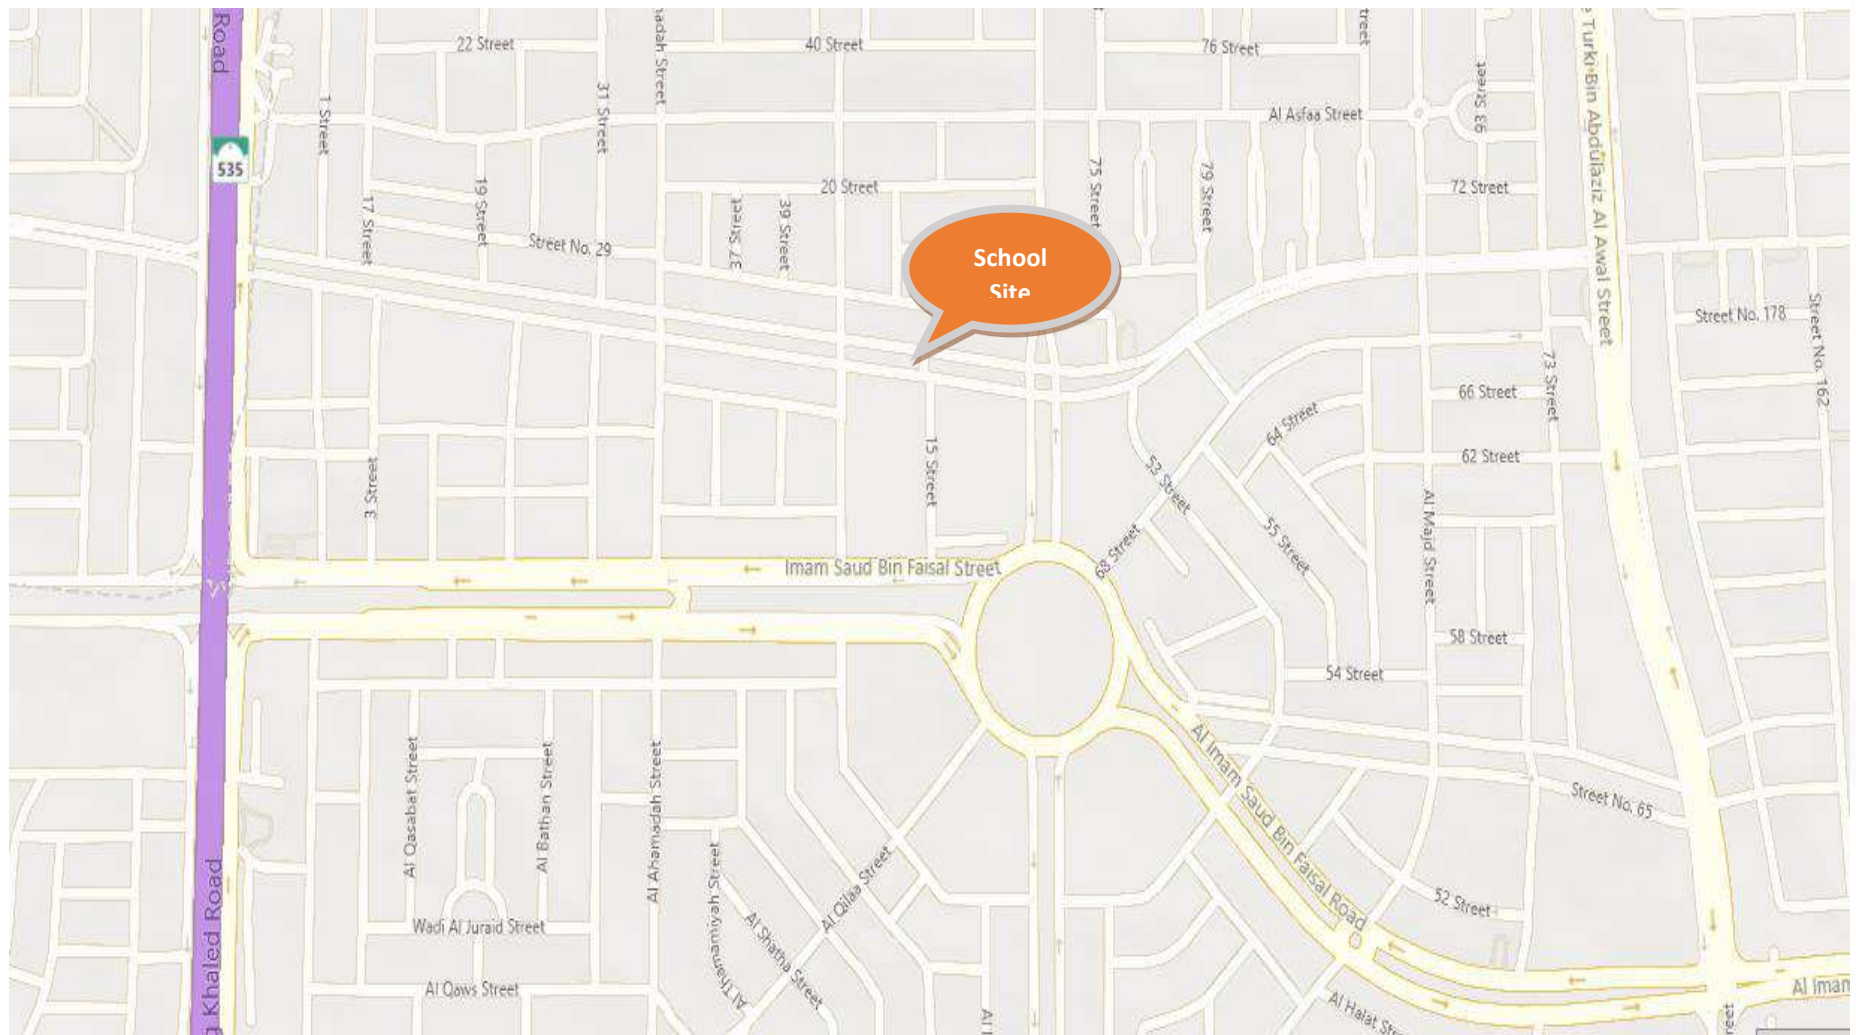 Road
22 Street
40 Street
76 Street
Al Asfaa Street
1 Street
31 Street
93 Street
535
17 Street
19 Street
Street No. 29
37 Street
39 Street
20 Street
75 Street
79 Street
72 Street
Turki Bin Abdulaziz Al Awal Street
School
Site
Street No. 178
Street No. 162
73 Street
66 Street
64 Street
62 Street
3 Street
15 Street
53 Street
55 Street
68 Street
Al Majd Street
Imam Saud Bin Faisal Street
58 Street
54 Street
Al Qasabat Street
Al Bathan Street
Al Ahamadah Street
Al Thamamiyah Street
Al Shatha Street
Al Qilaa Street
Al Imam Saud Bin Faisal Road
Street No. 65
52 Street
Wadi Al Juraid Street
Al Qaws Street
Khaled Road
Al Halat
Al Imam